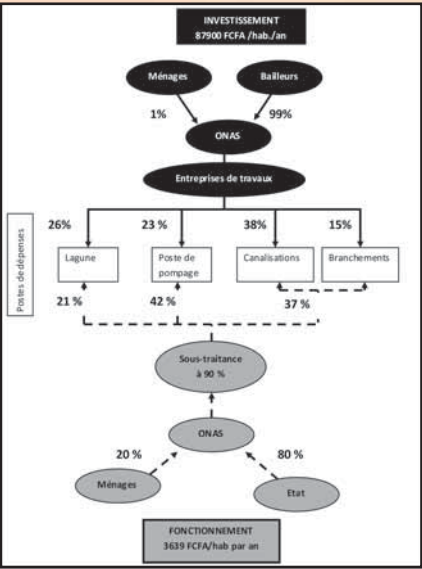 INVESTISSEMENT
87900 FCFA /hab./an
Ménages
Bailleurs
1%
99%
ONAS
Entreprises de travaux
26%
23 %
38%
15%
Postes de dépenses
Lagune
Poste de
pompage
Canalisations
Branchements
21 %
42 %
37 %
Sous-traitance
à 90 %
ONAS
20 %
80 %
Ménages
Etat
FONCTIONNEMENT
3639 FCFA/hab par an